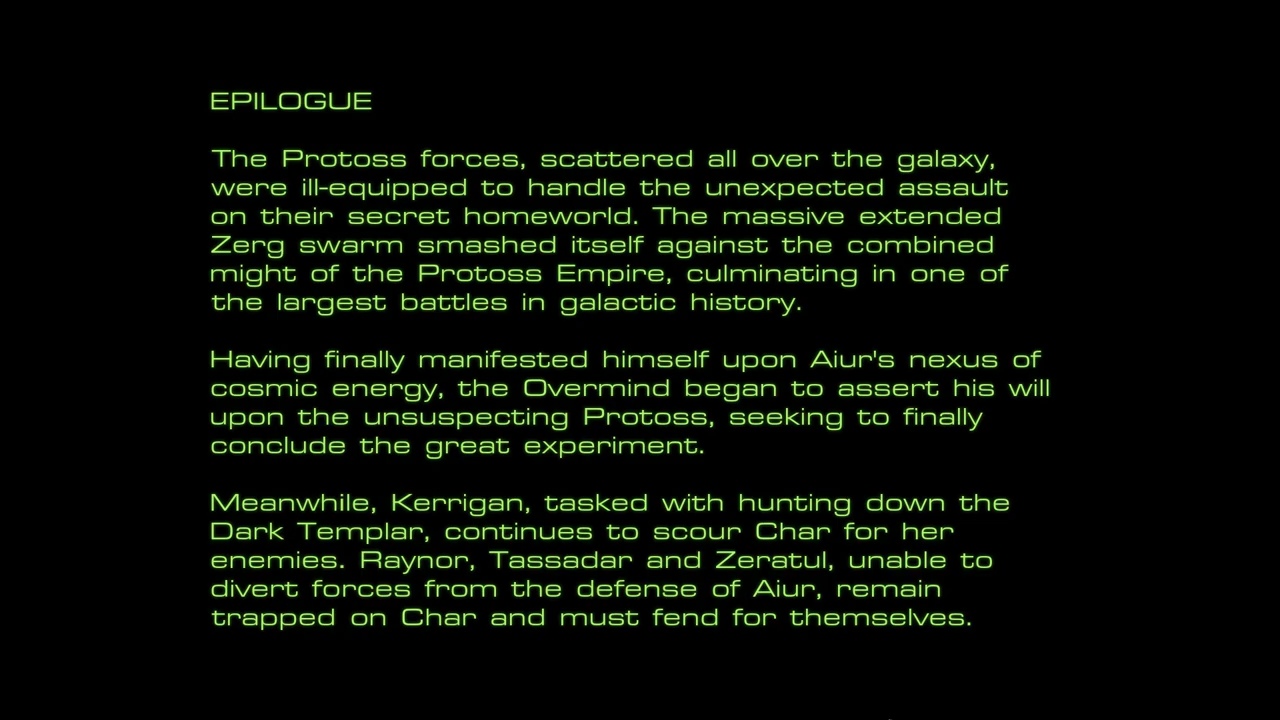 EPILOGUE
The Protoss forces, scattered all over the galaxy,
were ill-equipped to handle the unexpected assault
on their secret homeworld. The massive extended
Zerg swarm smashed itself against the combined
might of the Protoss Empire, culminating in one of
the largest battles in galactic history.
Having finally manifested himself upon Aiur's nexus of
cosmic energy, the Overmind began to assert his will
upon the unsuspecting Protoss, seeking to finally
conclude the great experiment.
Meanwhile, Kerrigan, tasked with hunting down the
Dark Templar, continues to scour Char for her
enemies. Raynor, Tassadar and Zeratul, unable to
divert forces from the defense of Aiur, remain
trapped on Char and must fend for themselves.